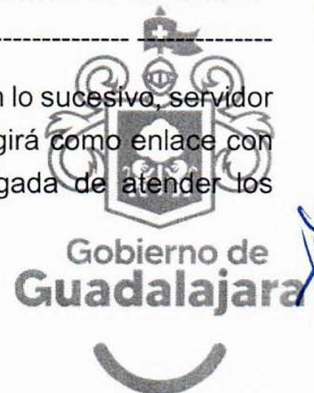 n lo sucesivo, servidor
girá como enlace con
gada de atender los
Gobierno de
Guadalajara